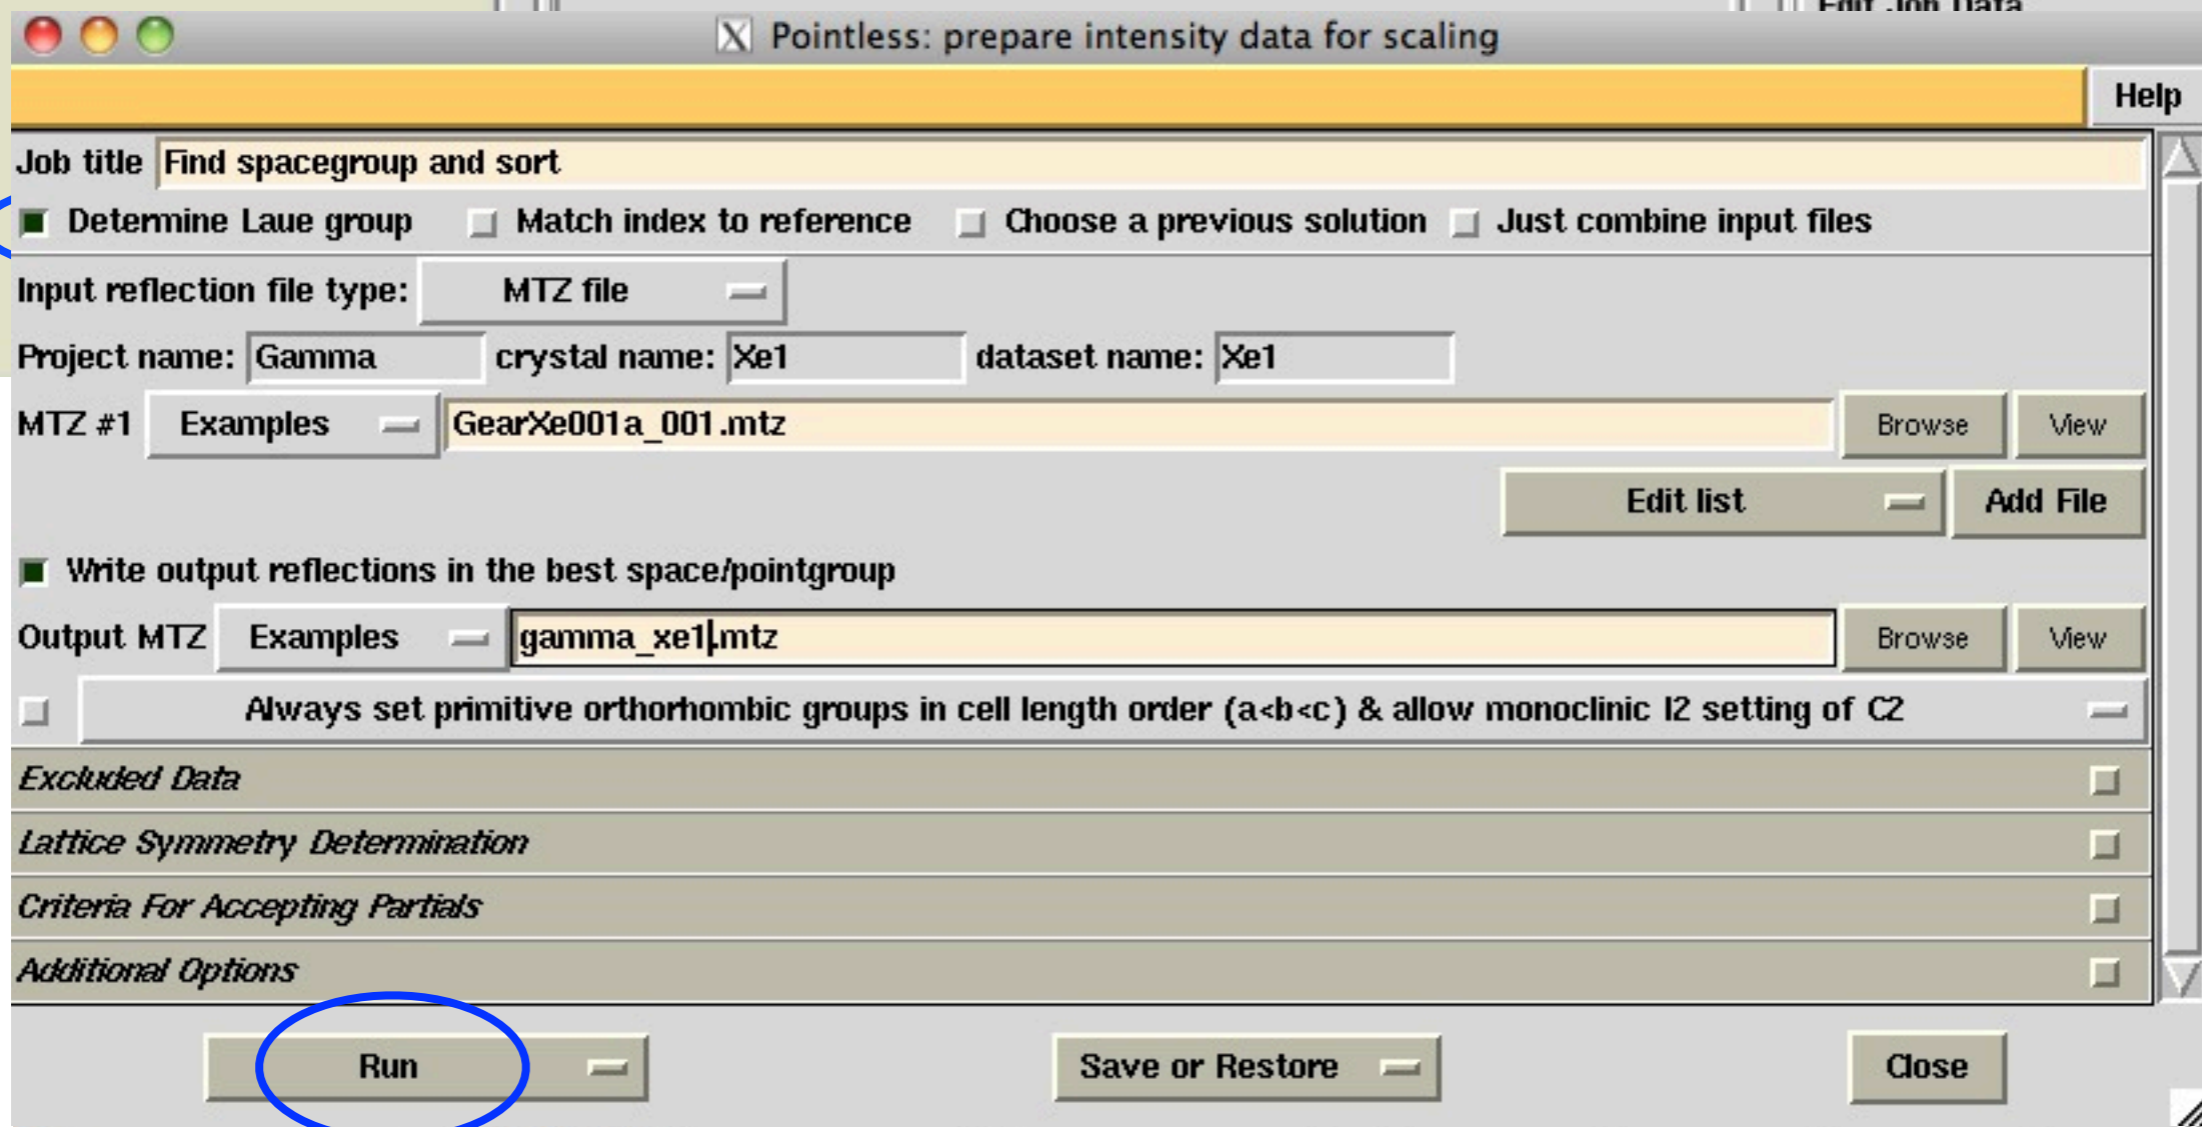 Edit Job Data
X Pointless: prepare intensity data for scaling
Help
Job title Find spacegroup and sort
Determine Laue group Match index to reference Choose a previous solution Just combine input files
Input reflection file type: MTZ file
Project name: Gamma crystal name: Xe1 dataset name: Xe1
MTZ #1 Examples GearXe001a_001.mtz Browse View
Edit list Add File
Write output reflections in the best space/pointgroup
Output MTZ Examples gamma_xe1.mtz Browse View
Always set primitive orthorhombic groups in cell length order (a<b<c) & allow monoclinic I2 setting of C2
Excluded Data
Lattice Symmetry Determination
Criteria For Accepting Partials
Additional Options
Run Save or Restore Close